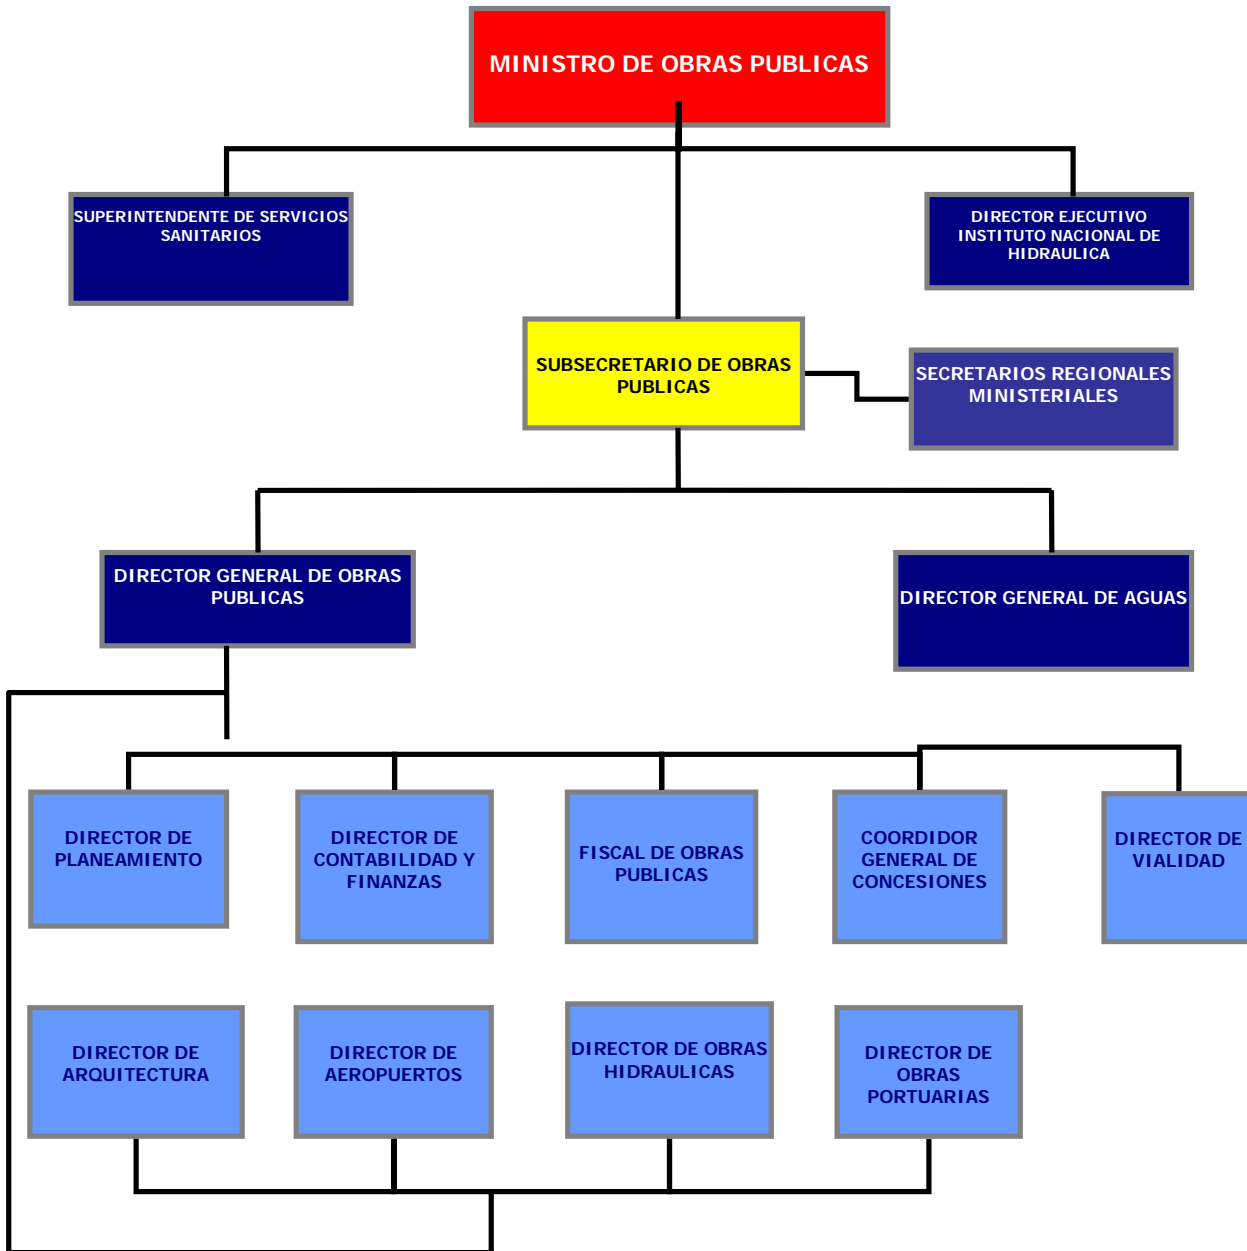 MINISTRO DE OBRAS PUBLICAS
SUPERINTENDENTE DE SERVICIOS
SANITARIOS
DIRECTOR EJECUTIVO
INSTITUTO NACIONAL DE
HIDRAULICA
SUBSECRETARIO DE OBRAS
PUBLICAS
SECRETARIOS REGIONALES
MINISTERIALES
DIRECTOR GENERAL DE OBRAS
PUBLICAS
DIRECTOR GENERAL DE AGUAS
DIRECTOR DE
PLANEAMIENTO
DIRECTOR DE
CONTABILIDAD Y
FINANZAS
FISCAL DE OBRAS
PUBLICAS
COORDIDOR
GENERAL DE
CONCESIONES
DIRECTOR DE
VIALIDAD
DIRECTOR DE
ARQUITECTURA
DIRECTOR DE
AEROPUERTOS
DIRECTOR DE OBRAS
HIDRAULICAS
DIRECTOR DE
OBRAS
PORTUARIAS